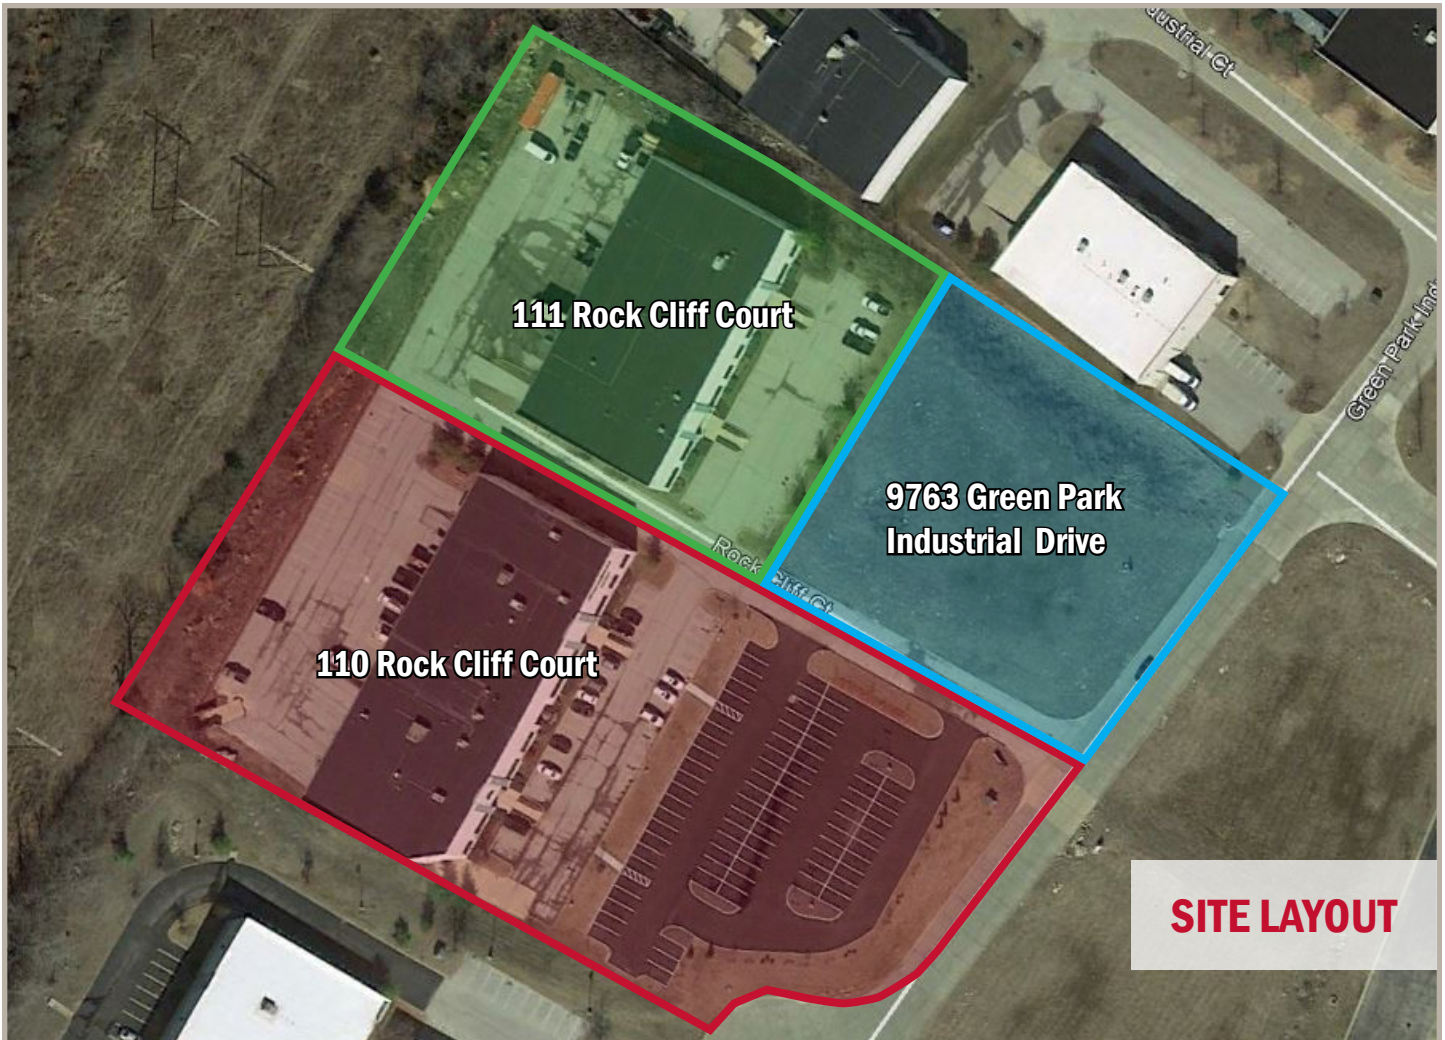 dustrial Ct
Green Park Ind
111 Rock Cliff Court
9763 Green Park
Industrial Drive
Rock Cliff Ct
110 Rock Cliff Court
SITE LAYOUT